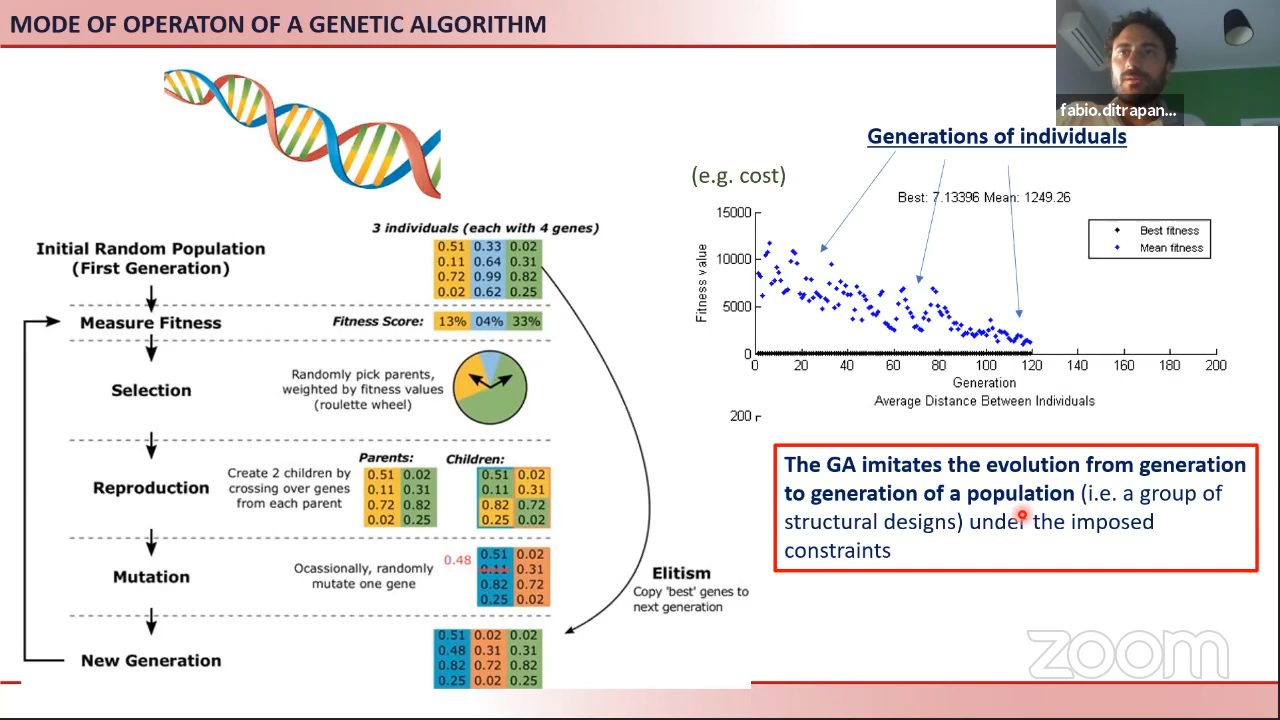 MODE OF OPERATON OF A GENETIC ALGORITHM
fabio.ditrapan...
Generations of individuals
(e.g. cost)
Best: 7.13396 Mean: 1249.26
15000
10000
5000
0
Fitness value
Best fitness
Mean fitness
0 20 40 60 80 100 120 140 160 180 200
Generation
Average Distance Between Individuals
200
3 individuals (each with 4 genes)
Initial Random Population
(First Generation)
0.51 0.33 0.02
0.11 0.64 0.31
0.72 0.99 0.82
0.02 0.62 0.25
Measure Fitness
Fitness Score: 13% 04% 33%
Selection
Randomly pick parents,
weighted by fitness values
(roulette wheel)
Reproduction
Create 2 children by
crossing over genes
from each parent
Parents:
0.51 0.02
0.11 0.31
0.72 0.82
0.02 0.25
Children:
0.51 0.02
0.11 0.31
0.82 0.72
0.25 0.02
Mutation
Ocassionally, randomly
mutate one gene
0.48
0.51 0.02
0.11 0.31
0.82 0.72
0.25 0.02
Elitism
Copy 'best' genes to
next generation
New Generation
0.51 0.02 0.02
0.48 0.31 0.31
0.82 0.72 0.82
0.25 0.02 0.25
The GA imitates the evolution from generation
to generation of a population (i.e. a group of
structural designs) under the imposed
constraints
zoom